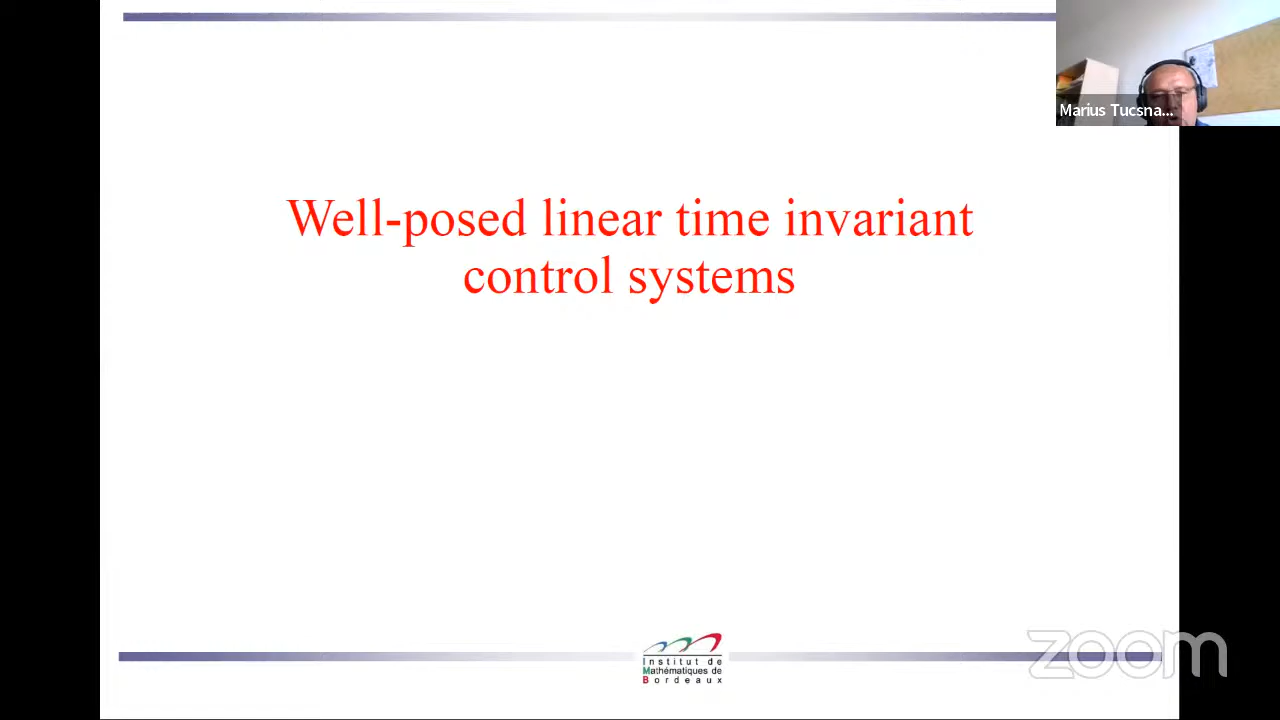 Marius Tucsna...
Well-posed linear time invariant
control systems
Institut de
Mathématiques de
Bordeaux
zoom